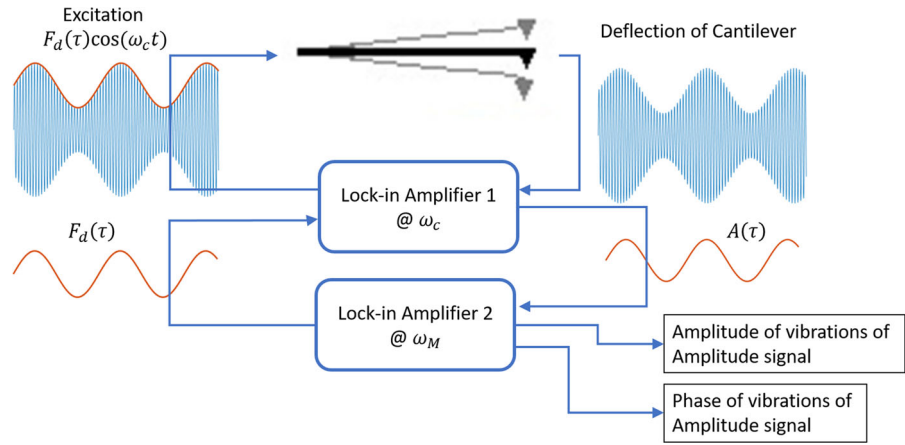 Excitation
F_d(τ)cos(ω_c t)
Deflection of Cantilever
Lock-in Amplifier 1
@ ω_c
F_d(τ)
A(τ)
Lock-in Amplifier 2
@ ω_M
Amplitude of vibrations of
Amplitude signal
Phase of vibrations of
Amplitude signal